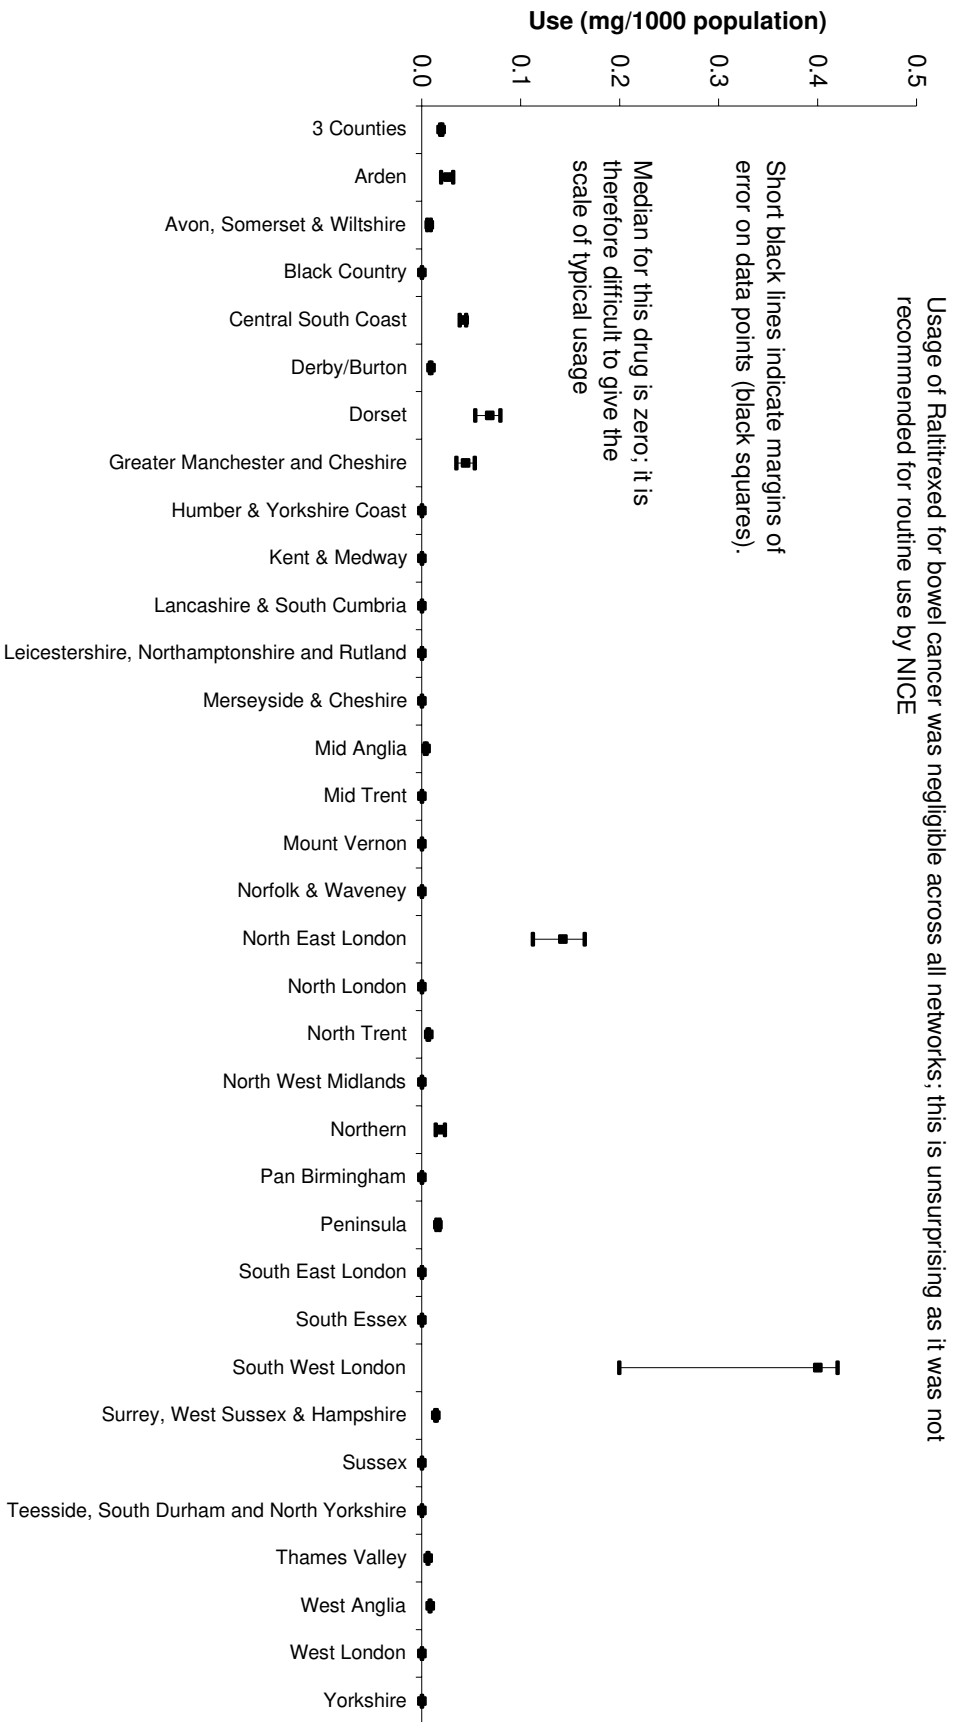 Usage of Raltitrexed for bowel cancer was negligible across all networks; this is unsurprising as it was not
recommended for routine use by NICE
Short black lines indicate margins of
error on data points (black squares).
Median for this drug is zero; it is
therefore difficult to give the
scale of typical usage
Use (mg/1000 population)
0.0
0.1
0.2
0.3
0.4
0.5
3 Counties
Arden
Avon, Somerset & Wiltshire
Black Country
Central South Coast
Derby/Burton
Dorset
Greater Manchester and Cheshire
Humber & Yorkshire Coast
Kent & Medway
Lancashire & South Cumbria
Leicestershire, Northamptonshire and Rutland
Merseyside & Cheshire
Mid Anglia
Mid Trent
Mount Vernon
Norfolk & Waveney
North East London
North London
North Trent
North West Midlands
Northern
Pan Birmingham
Peninsula
South East London
South Essex
South West London
Surrey, West Sussex & Hampshire
Sussex
Teesside, South Durham and North Yorkshire
Thames Valley
West Anglia
West London
Yorkshire